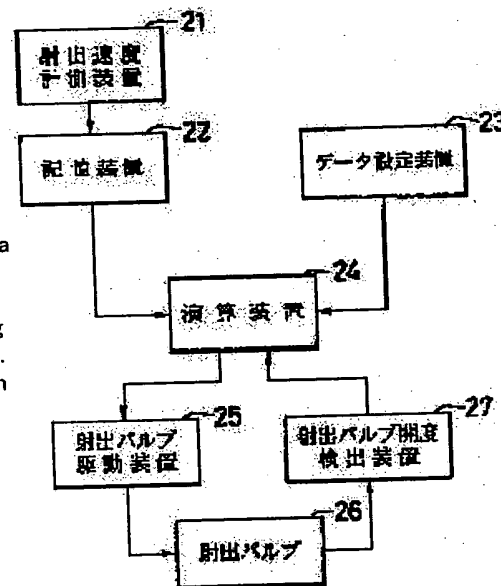 21
射出速度
計測装置
22
記憶装置
23
データ設定装置
a
24
演算装置
g
.
n
25
射出バルブ
駆動装置
27
射出バルブ開度
検出装置
26
射出バルブ